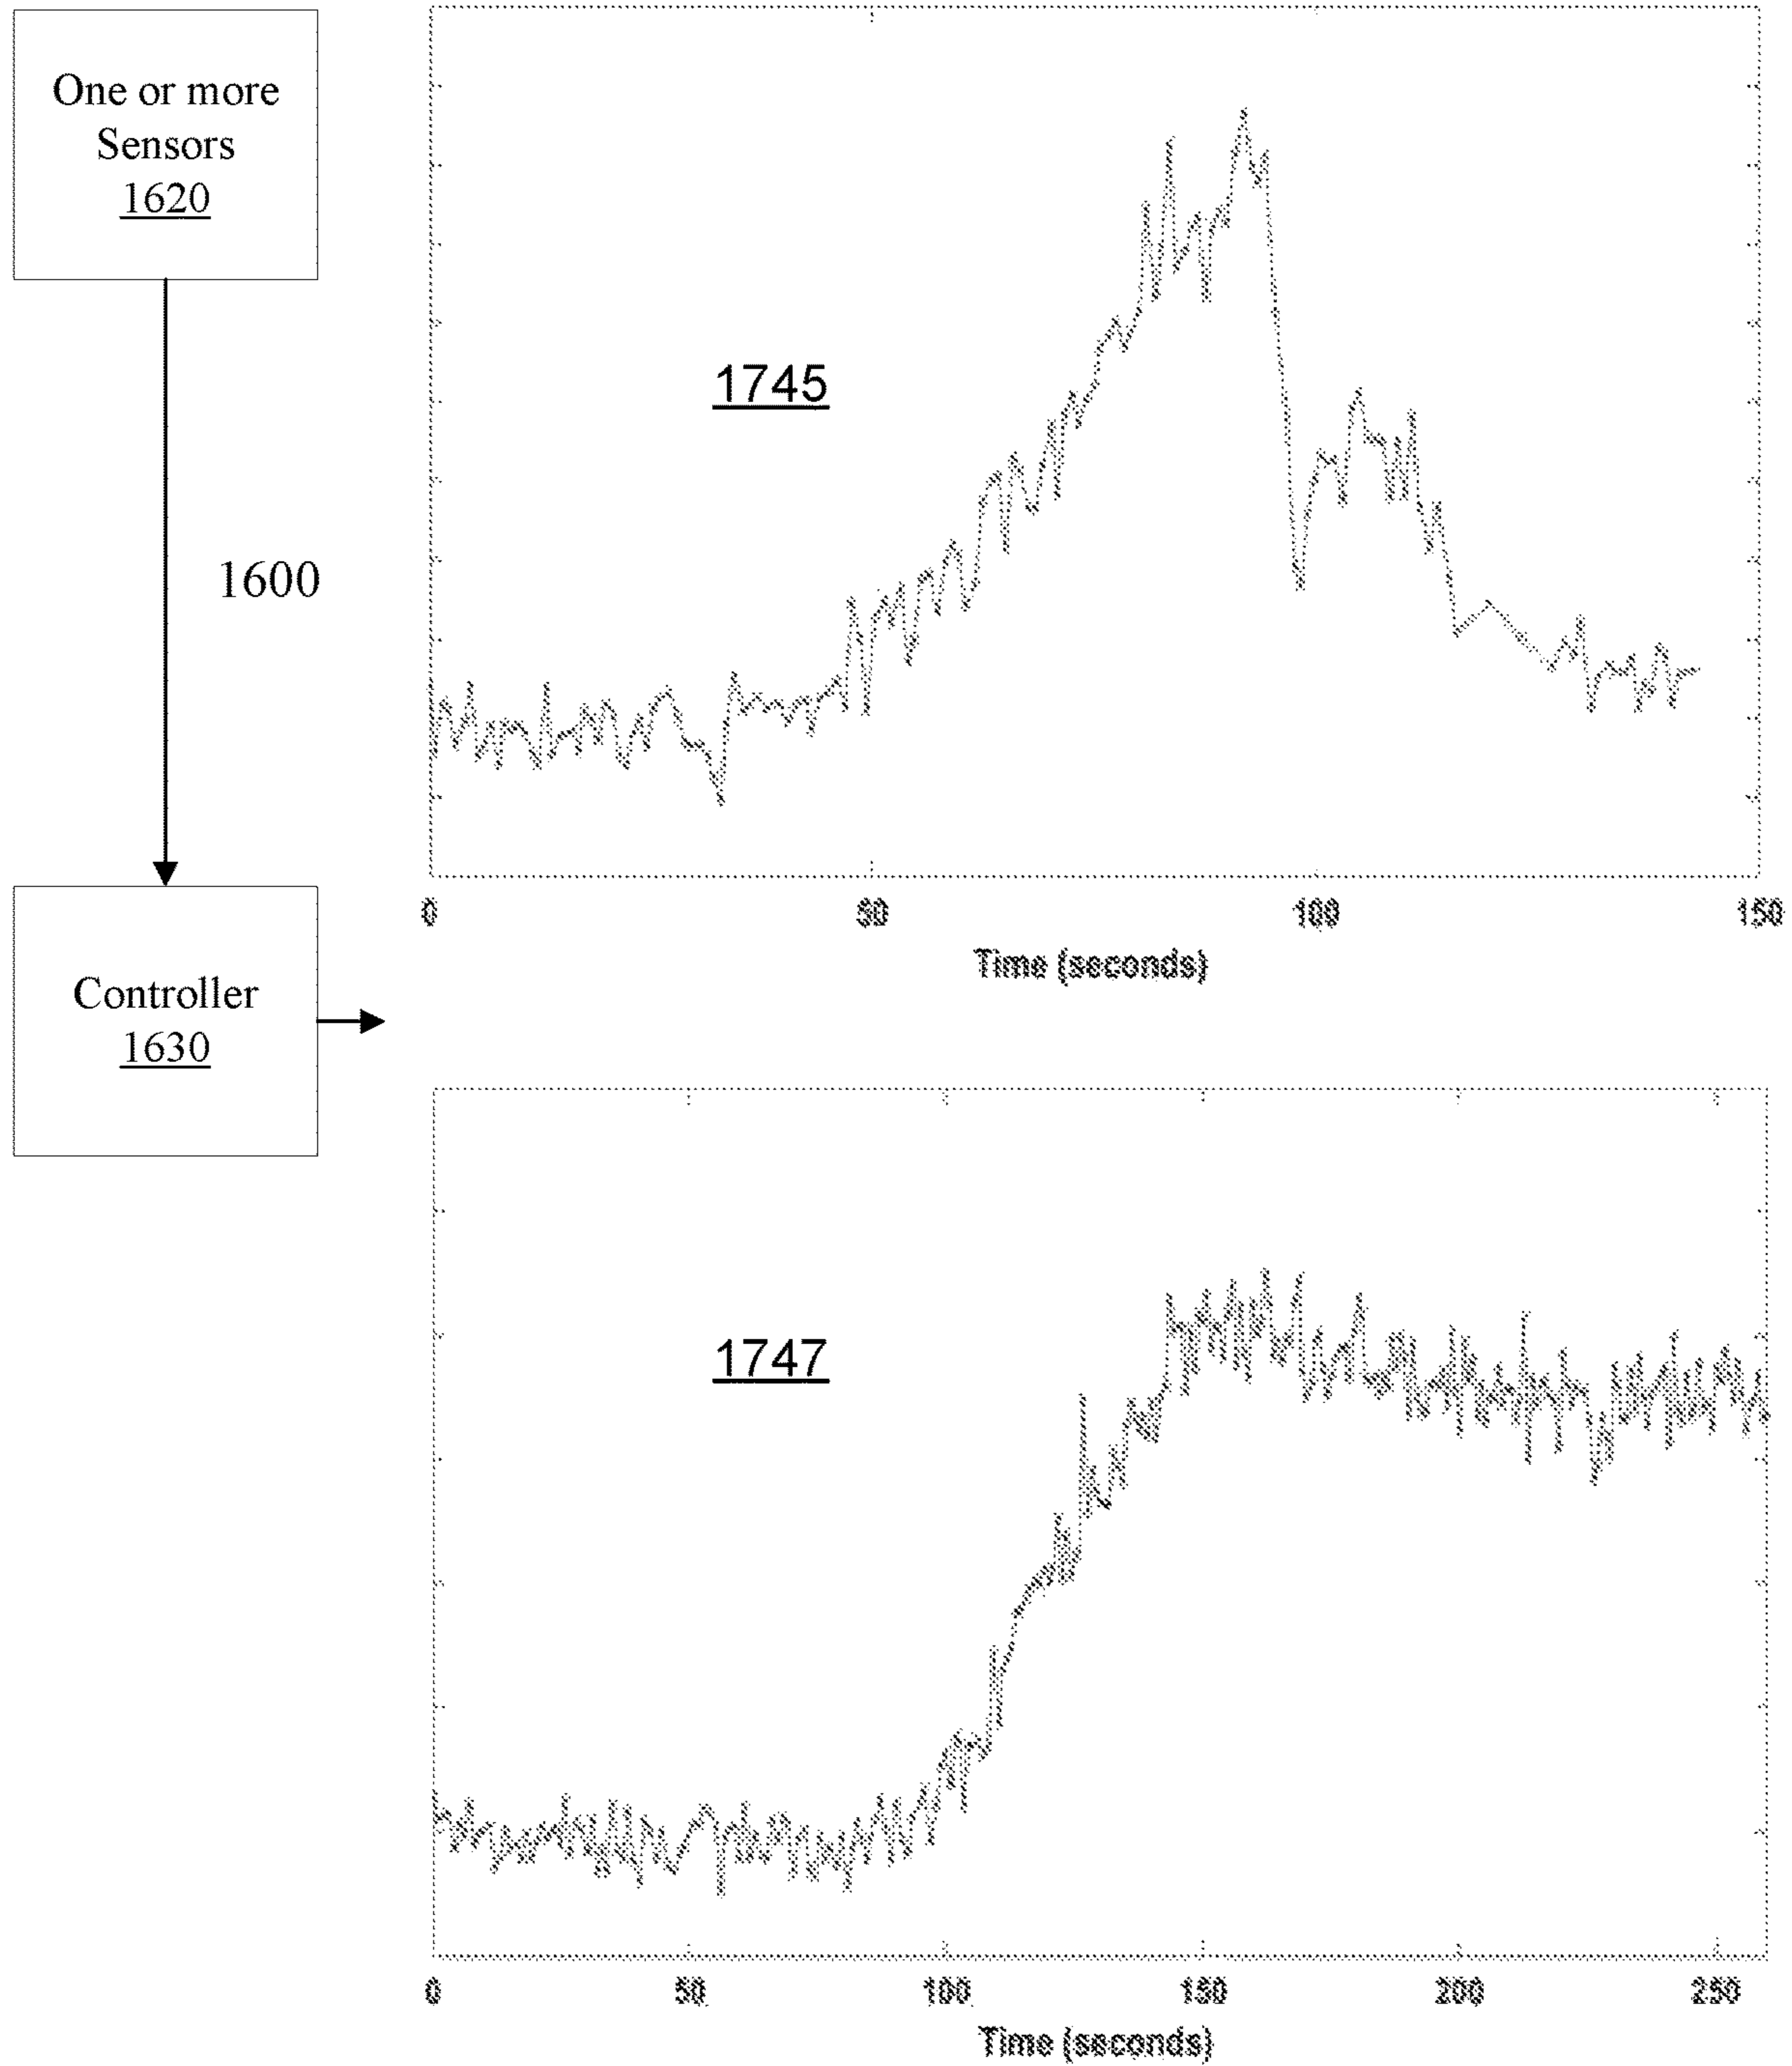 One or more
Sensors
1620
1600
Controller
1630
1745
0 50 100 150
Time (seconds)
1747
0 50 100 150 200 250
Time (seconds)